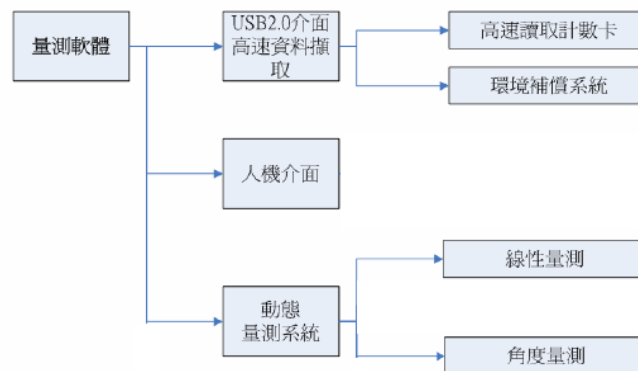 量測軟體
USB2.0介面
高速資料擷
取
高速讀取計數卡
環境補償系統
人機介面
動態
量測系統
線性量測
角度量測